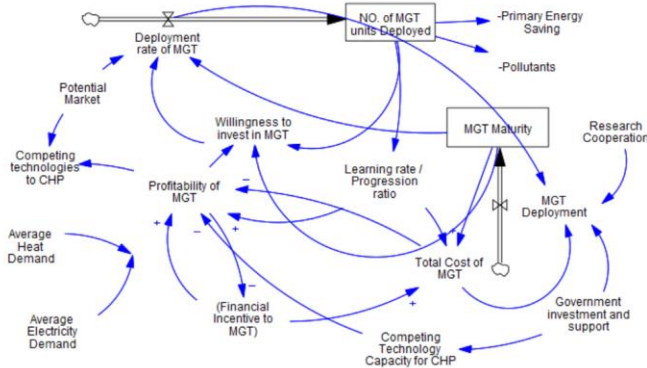 Deployment
rate of MGT
NO. of MGT
units Deployed
-Primary Energy
Saving
-Pollutants
Potential
Market
Willingness to
invest in MGT
MGT Maturity
Research
Cooperation
Competing
technologies
to CHP
Profitability of
MGT
Learning rate /
Progression
ratio
MGT
Deployment
−
+
−
+
+
Average
Heat
Demand
Total Cost of
MGT
−
(Financial
Incentive to
MGT)
+
Government
investment and
support
Average
Electricity
Demand
Competing
Technology
Capacity for CHP